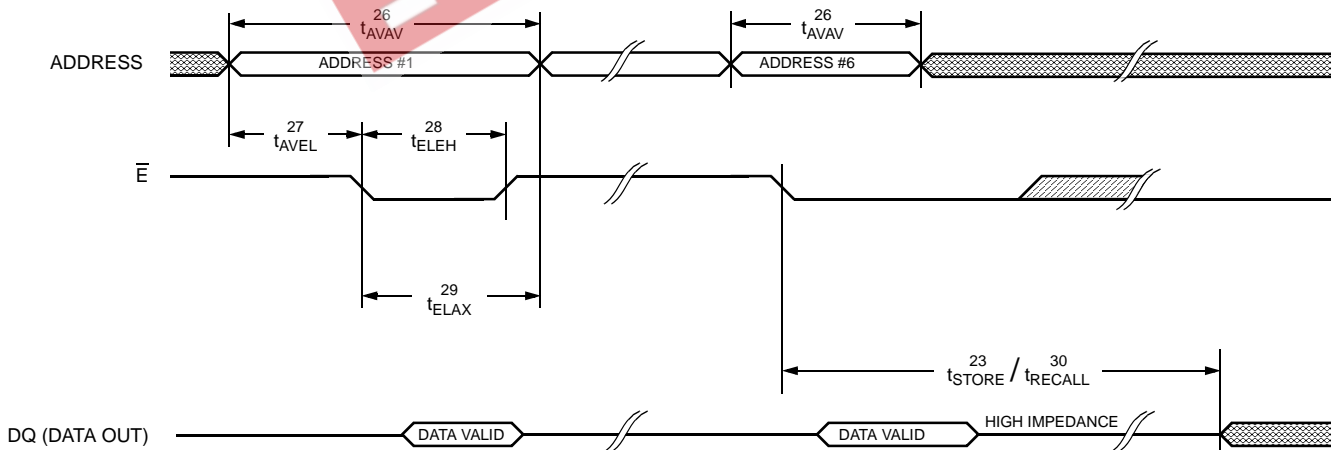 26
tAVAV
26
tAVAV
ADDRESS
ADDRESS #1
ADDRESS #6
27
tAVEL
28
tELEH
E
29
tELAX
23
tSTORE / tRECALL
30
DQ (DATA OUT)
DATA VALID
DATA VALID
HIGH IMPEDANCE